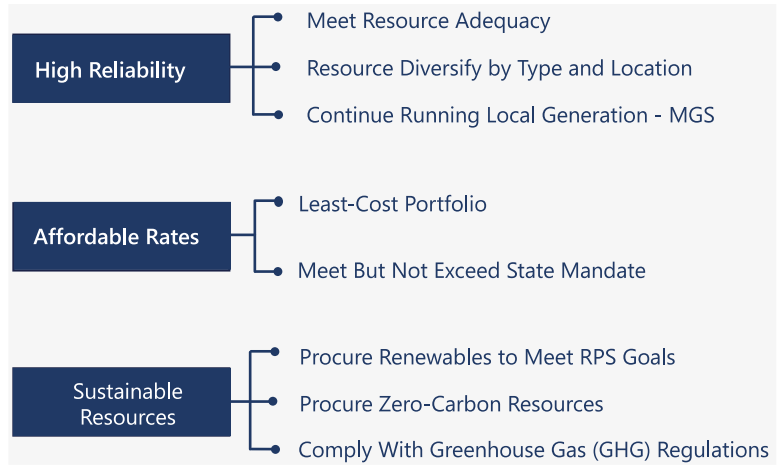 High Reliability
Meet Resource Adequacy
Resource Diversify by Type and Location
Continue Running Local Generation - MGS
Affordable Rates
Least-Cost Portfolio
Meet But Not Exceed State Mandate
Sustainable
Resources
Procure Renewables to Meet RPS Goals
Procure Zero-Carbon Resources
Comply With Greenhouse Gas (GHG) Regulations